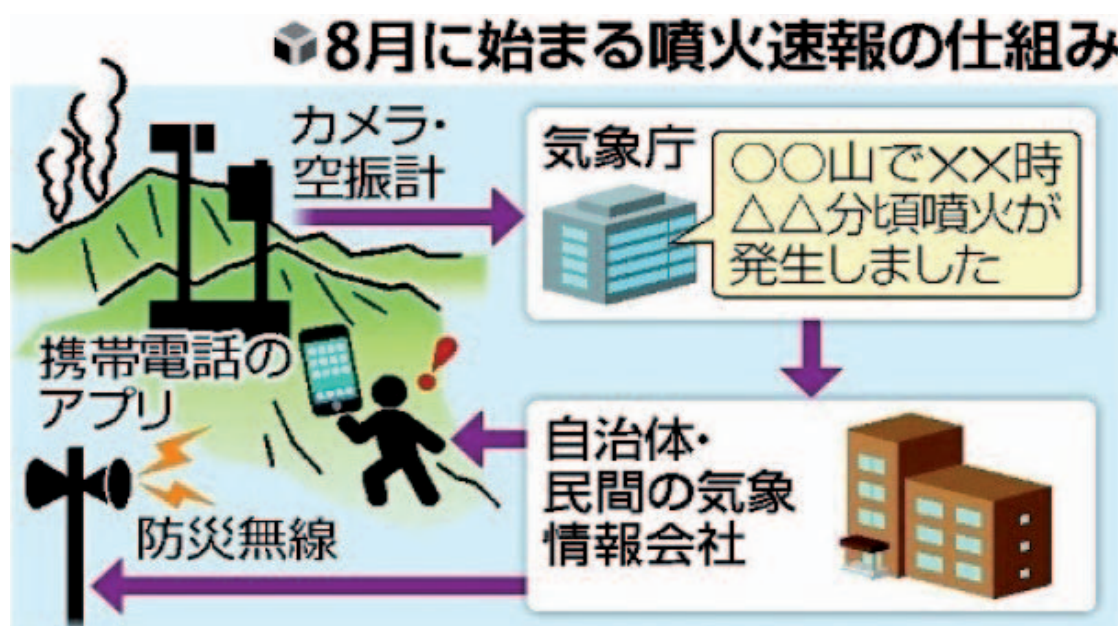 8月に始まる噴火速報の仕組み
カメラ・
空振計
気象庁
○○山で××時
△△分頃噴火が
発生しました
携帯電話の
アプリ
自治体・
民間の気象
情報会社
防災無線